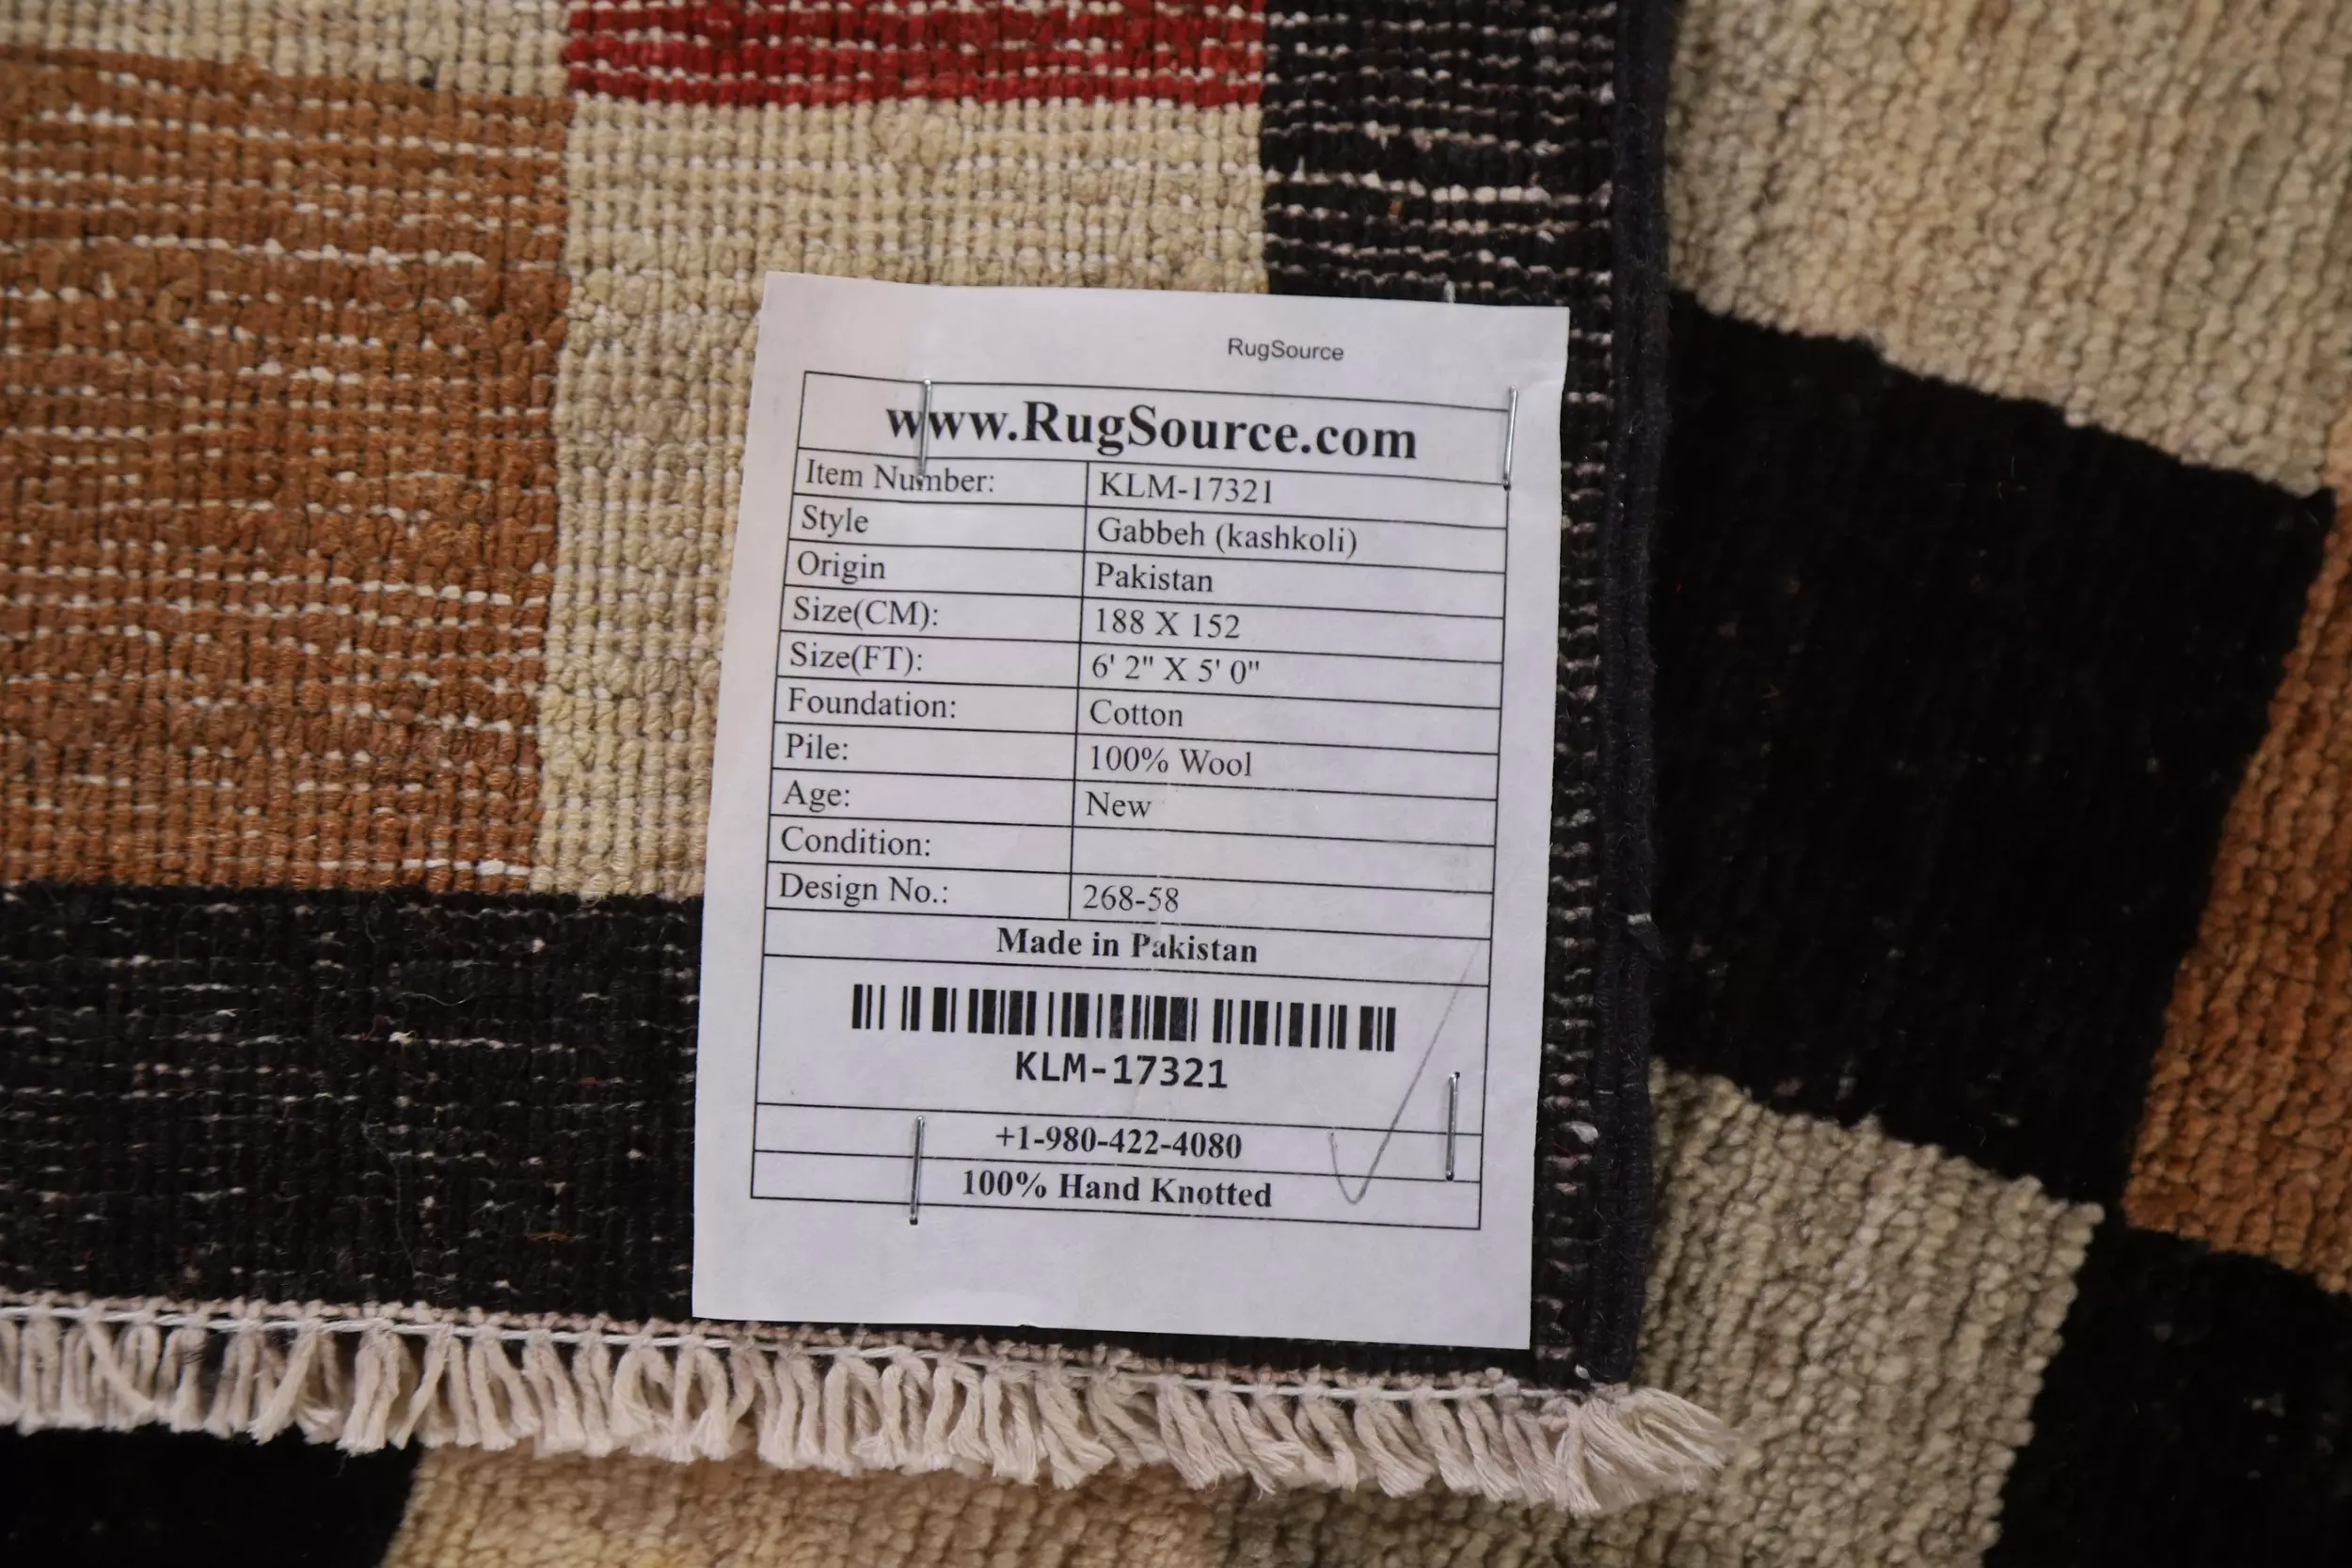 RugSource
www.RugSource.com
Item Number: KLM-17321
Style Gabbeh (kashkoli)
Origin Pakistan
Size(CM): 188 X 152
Size(FT): 6' 2" X 5' 0"
Foundation: Cotton
Pile: 100% Wool
Age: New
Condition:
Design No.: 268-58
Made in Pakistan
KLM-17321
+1-980-422-4080
100% Hand Knotted